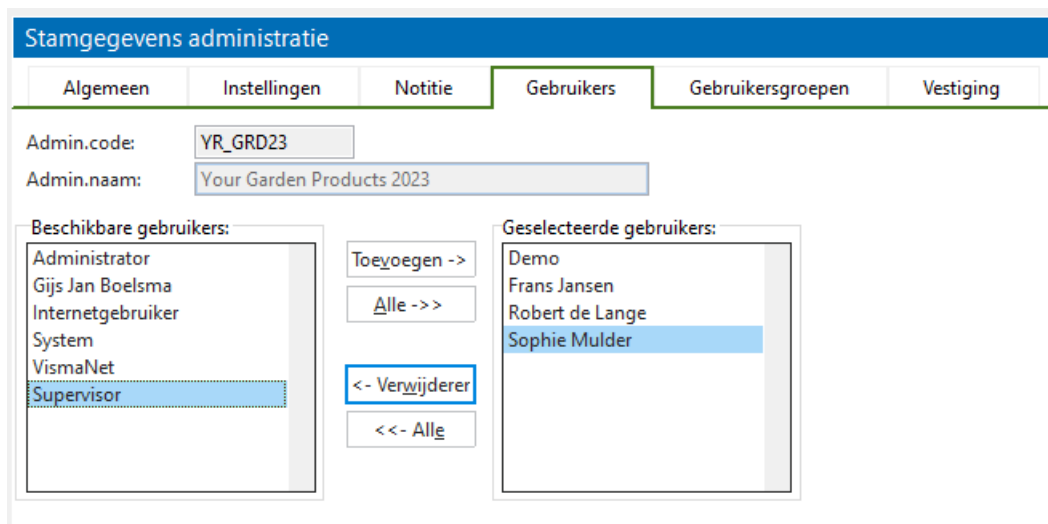 Stamgegevens administratie
Algemeen Instellingen Notitie Gebruikers Gebruikersgroepen Vestiging
Admin.code: YR_GRD23
Admin.naam: Your Garden Products 2023
Beschikbare gebruikers:
Administrator
Gijs Jan Boelsma
Internetgebruiker
System
VismaNet
Supervisor
Toevoegen ->
Alle ->>
<- Verwijderer
<<- Alle
Geselecteerde gebruikers:
Demo
Frans Jansen
Robert de Lange
Sophie Mulder